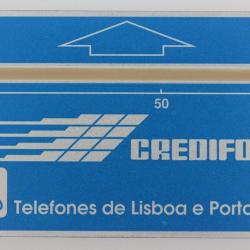 50
CREDIFO
Telefones de Lisboa e Porto